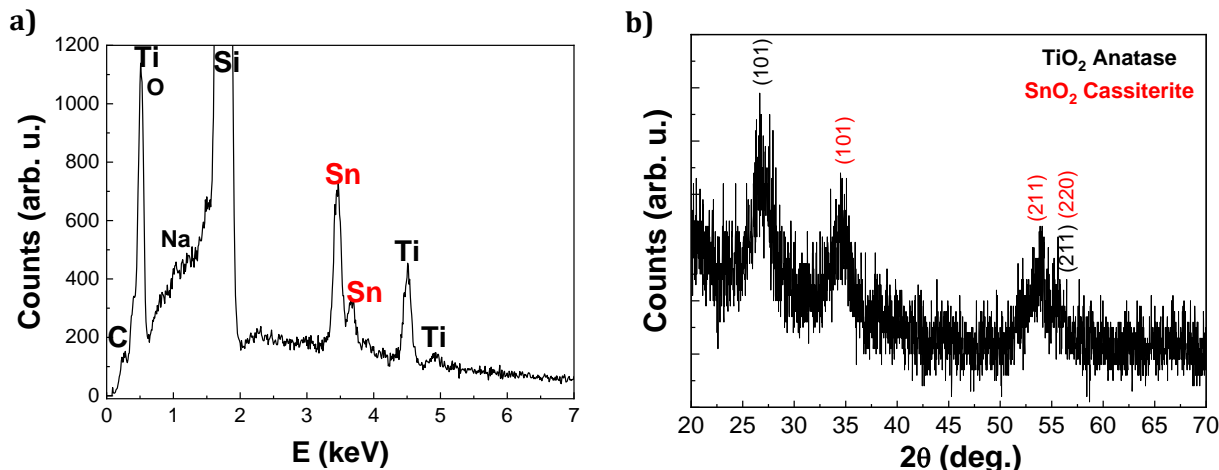 a)
1200
1000
800
600
400
200
0
Counts (arb. u.)
Ti
O
Si
Na
C
Sn
Sn
Ti
Ti
0 1 2 3 4 5 6 7
E (keV)
b)
Counts (arb. u.)
TiO₂ Anatase
SnO₂ Cassiterite
(101)
(101)
(211)
(211)
(220)
20 25 30 35 40 45 50 55 60 65 70
2θ (deg.)